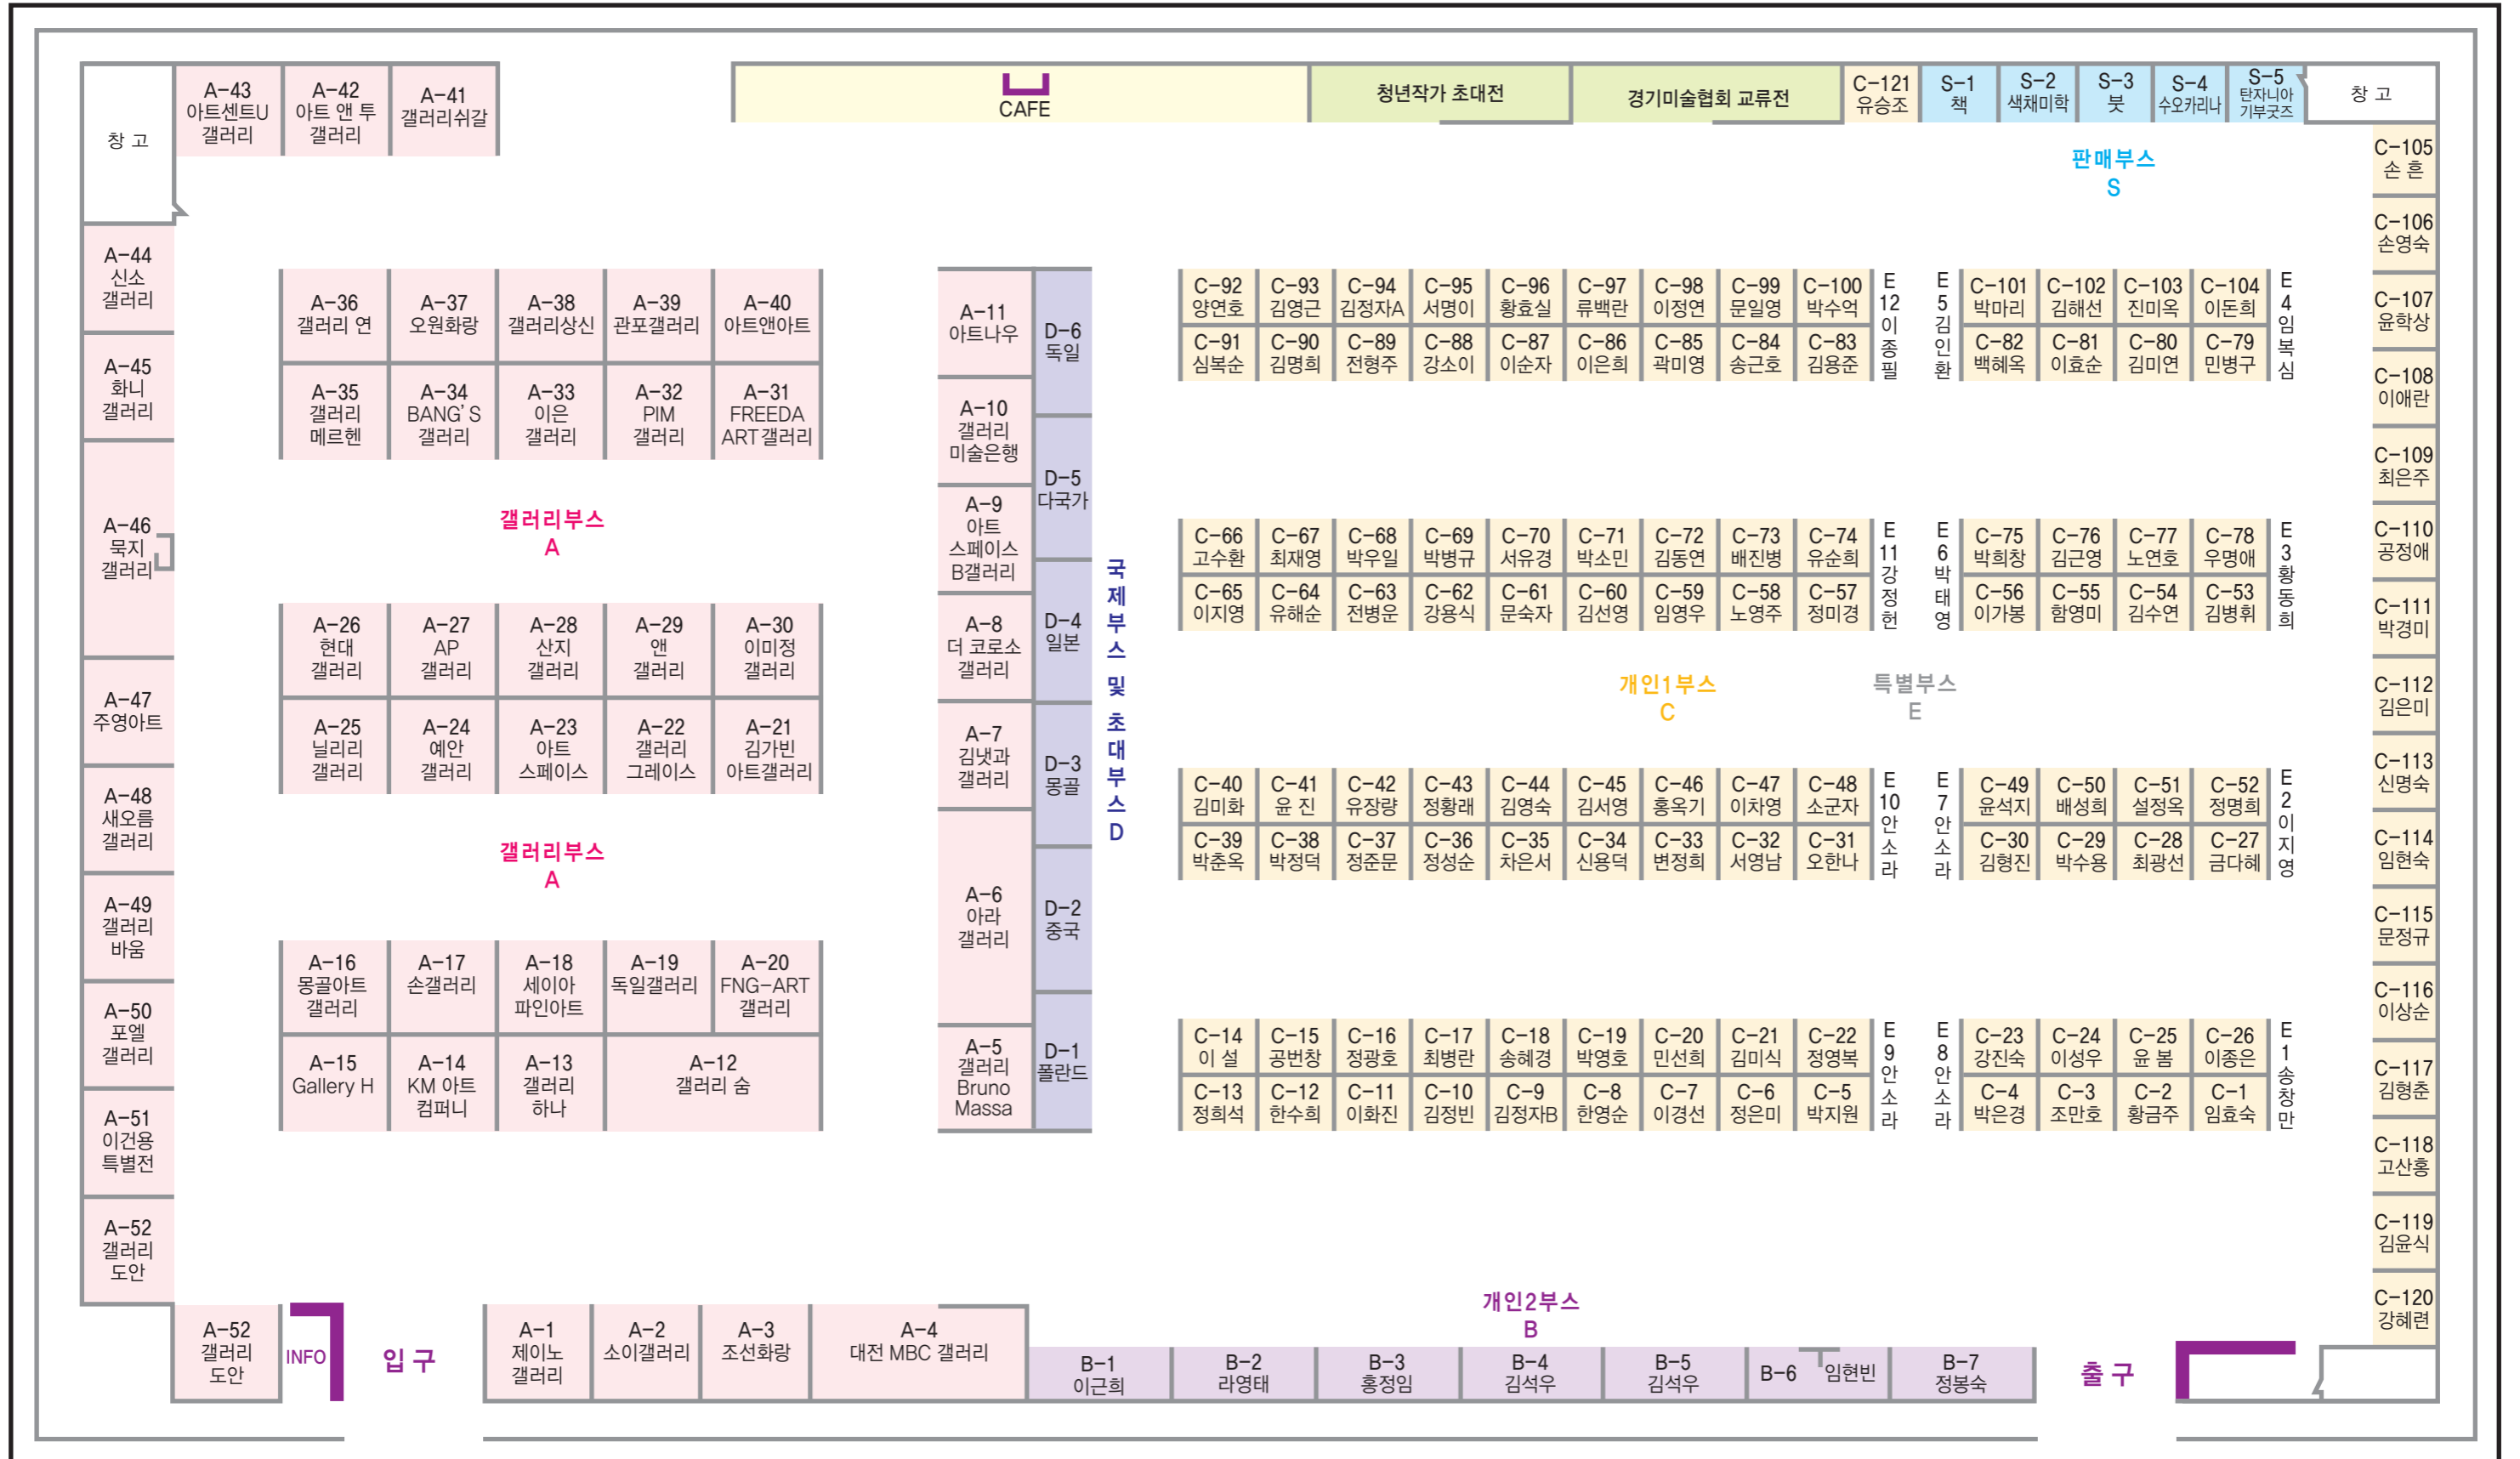 창 고
A-43
아트센트U
갤러리
A-42
아트 앤 투
갤러리
A-41
갤러리쉬갈
CAFE
청년작가 초대전
경기미술협회 교류전
C-121
유승조
S-1
책
S-2
색채미학
S-3
붓
S-4
수오카리나
S-5
탄자니아
기부굿즈
창 고
판매부스
S
A-44
신소
갤러리
A-45
화니
갤러리
A-46
묵지
갤러리
A-47
주영아트
A-48
새오름
갤러리
A-49
갤러리
바움
A-50
포엘
갤러리
A-51
이건용
특별전
A-52
갤러리
도안
A-36
갤러리 연
A-37
오원화랑
A-38
갤러리상신
A-39
관포갤러리
A-40
아트앤아트
A-35
갤러리
메르헨
A-34
BANG'S
갤러리
A-33
이은
갤러리
A-32
PIM
갤러리
A-31
FREEDA
ART갤러리
갤러리부스
A
A-26
현대
갤러리
A-27
AP
갤러리
A-28
산지
갤러리
A-29
앤
갤러리
A-30
이미정
갤러리
A-25
닐리리
갤러리
A-24
예안
갤러리
A-23
아트
스페이스
A-22
갤러리
그레이스
A-21
김가빈
아트갤러리
갤러리부스
A
A-16
몽골아트
갤러리
A-17
손갤러리
A-18
세이아
파인아트
A-19
독일갤러리
A-20
FNG-ART
갤러리
A-15
Gallery H
A-14
KM 아트
컴퍼니
A-13
갤러리
하나
A-12
갤러리 숨
A-11
아트나우
A-10
갤러리
미술은행
A-9
아트
스페이스
B갤러리
A-8
더 코로소
갤러리
A-7
김냇과
갤러리
A-6
아라
갤러리
A-5
갤러리
Bruno
Massa
D-6
독일
D-5
다국가
D-4
일본
D-3
몽골
D-2
중국
D-1
폴란드
국제부스 및 초대부스D
C-92
양연호
C-93
김영근
C-94
김정자A
C-95
서명이
C-96
황효실
C-97
류백란
C-98
이정연
C-99
문일영
C-100
박수억
C-91
심복순
C-90
김명희
C-89
전형주
C-88
강소이
C-87
이순자
C-86
이은희
C-85
곽미영
C-84
송근호
C-83
김용준
E12이종필
E5김인환
C-101
박마리
C-102
김해선
C-103
진미옥
C-104
이돈희
C-82
백혜옥
C-81
이효순
C-80
김미연
C-79
민병구
E4임복심
C-66
고수환
C-67
최재영
C-68
박우일
C-69
박병규
C-70
서유경
C-71
박소민
C-72
김동연
C-73
배진병
C-74
유순희
C-65
이지영
C-64
유해순
C-63
전병운
C-62
강용식
C-61
문숙자
C-60
김선영
C-59
임영우
C-58
노영주
C-57
정미경
E11강정헌
E6박태영
C-75
박희창
C-76
김근영
C-77
노연호
C-78
우명애
C-56
이가봉
C-55
함영미
C-54
김수연
C-53
김병휘
E3황동희
개인1부스
C
특별부스
E
C-40
김미화
C-41
윤 진
C-42
유장량
C-43
정황래
C-44
김영숙
C-45
김서영
C-46
홍옥기
C-47
이차영
C-48
소군자
C-39
박춘옥
C-38
박정덕
C-37
정준문
C-36
정성순
C-35
차은서
C-34
신용덕
C-33
변정희
C-32
서영남
C-31
오한나
E10안소라
E7안소라
C-49
윤석지
C-50
배성희
C-51
설정옥
C-52
정명희
C-30
김형진
C-29
박수용
C-28
최광선
C-27
금다혜
E2이지영
C-14
이 설
C-15
공번창
C-16
정광호
C-17
최병란
C-18
송혜경
C-19
박영호
C-20
민선희
C-21
김미식
C-22
정영복
C-13
정희석
C-12
한수희
C-11
이화진
C-10
김정빈
C-9
김정자B
C-8
한영순
C-7
이경선
C-6
정은미
C-5
박지원
E9안소라
E8안소라
C-23
강진숙
C-24
이성우
C-25
윤 봄
C-26
이종은
C-4
박은경
C-3
조만호
C-2
황금주
C-1
임효숙
E1송창만
C-105
손 흔
C-106
손영숙
C-107
윤학상
C-108
이애란
C-109
최은주
C-110
공정애
C-111
박경미
C-112
김은미
C-113
신명숙
C-114
임현숙
C-115
문정규
C-116
이상순
C-117
김형춘
C-118
고산홍
C-119
김윤식
C-120
강혜련
A-52
갤러리
도안
INFO
입 구
A-1
제이노
갤러리
A-2
소이갤러리
A-3
조선화랑
A-4
대전 MBC 갤러리
개인2부스
B
B-1
이근희
B-2
라영태
B-3
홍정임
B-4
김석우
B-5
김석우
B-6 임현빈
B-7
정봉숙
출 구